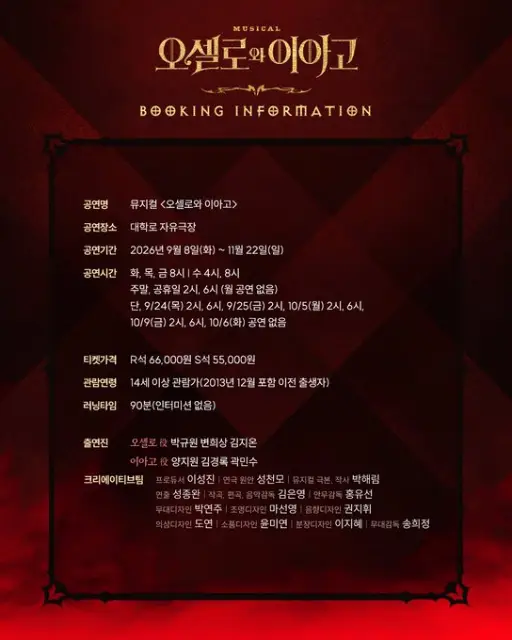 MUSICAL
오셀로와 이아고
BOOKING INFORMATION
공연명 뮤지컬 <오셀로와 이아고>
공연장소 대학로 자유극장
공연기간 2026년 9월 8일(화) ~ 11월 22일(일)
공연시간 화, 목, 금 8시 | 수 4시, 8시
주말, 공휴일 2시, 6시 (월 공연 없음)
단, 9/24(목) 2시, 6시, 9/25(금) 2시, 10/5(월) 2시, 6시,
10/9(금) 2시, 6시, 10/6(화) 공연 없음
티켓가격 R석 66,000원 S석 55,000원
관람연령 14세 이상 관람가(2013년 12월 포함 이전 출생자)
러닝타임 90분(인터미션 없음)
출연진 오셀로 役 박규원 변희상 김지온
이아고 役 양지원 김경록 곽민수
크리에이티브팀 프로듀서 이성진 | 연극 원안 성천모 | 뮤지컬 극본, 작사 박해림
연출 성종완 | 작곡, 편곡, 음악감독 김은영 | 안무감독 홍유선
무대디자인 박연주 | 조명디자인 마선영 | 음향디자인 권지휘
의상디자인 도연 | 소품디자인 윤미연 | 분장디자인 이지혜 | 무대감독 송희정